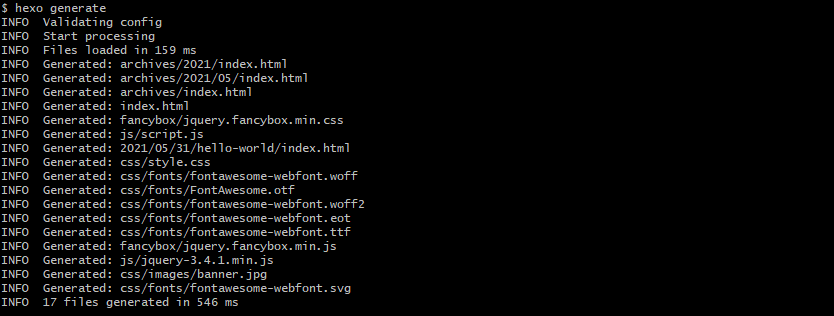 $ hexo generate
INFO  Validating config
INFO  Start processing
INFO  Files loaded in 159 ms
INFO  Generated: archives/2021/index.html
INFO  Generated: archives/2021/05/index.html
INFO  Generated: archives/index.html
INFO  Generated: index.html
INFO  Generated: fancybox/jquery.fancybox.min.css
INFO  Generated: js/script.js
INFO  Generated: 2021/05/31/hello-world/index.html
INFO  Generated: css/style.css
INFO  Generated: css/fonts/fontawesome-webfont.woff
INFO  Generated: css/fonts/FontAwesome.otf
INFO  Generated: css/fonts/fontawesome-webfont.woff2
INFO  Generated: css/fonts/fontawesome-webfont.eot
INFO  Generated: css/fonts/fontawesome-webfont.ttf
INFO  Generated: fancybox/jquery.fancybox.min.js
INFO  Generated: js/jquery-3.4.1.min.js
INFO  Generated: css/images/banner.jpg
INFO  Generated: css/fonts/fontawesome-webfont.svg
INFO  17 files generated in 546 ms